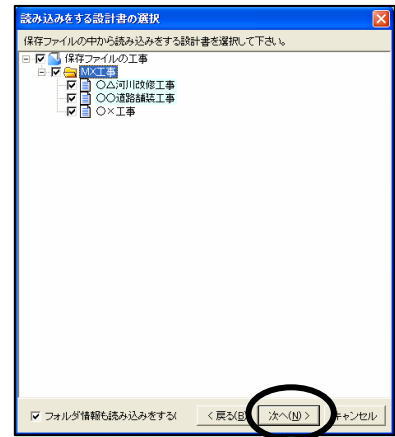 読み込みをする設計書の選択
保存ファイルの中から読み込みをする設計書を選択して下さい。
保存ファイルの工事
MX工事
○△河川改修工事
○○道路舗装工事
○×工事
フォルダ情報も読み込みをする(
< 戻る(B)
次へ(N) >
キャンセル